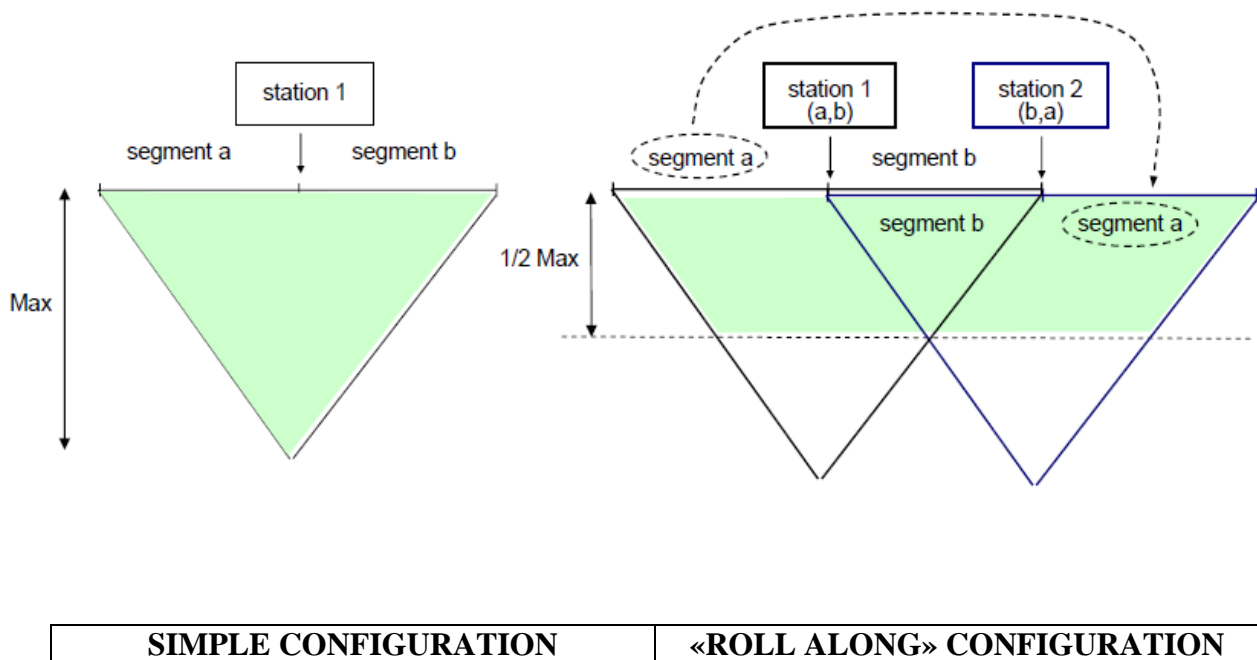 station 1
segment a
segment b
Max
station 1
(a,b)
station 2
(b,a)
segment a
segment b
segment b
segment a
1/2 Max
SIMPLE CONFIGURATION
«ROLL ALONG» CONFIGURATION